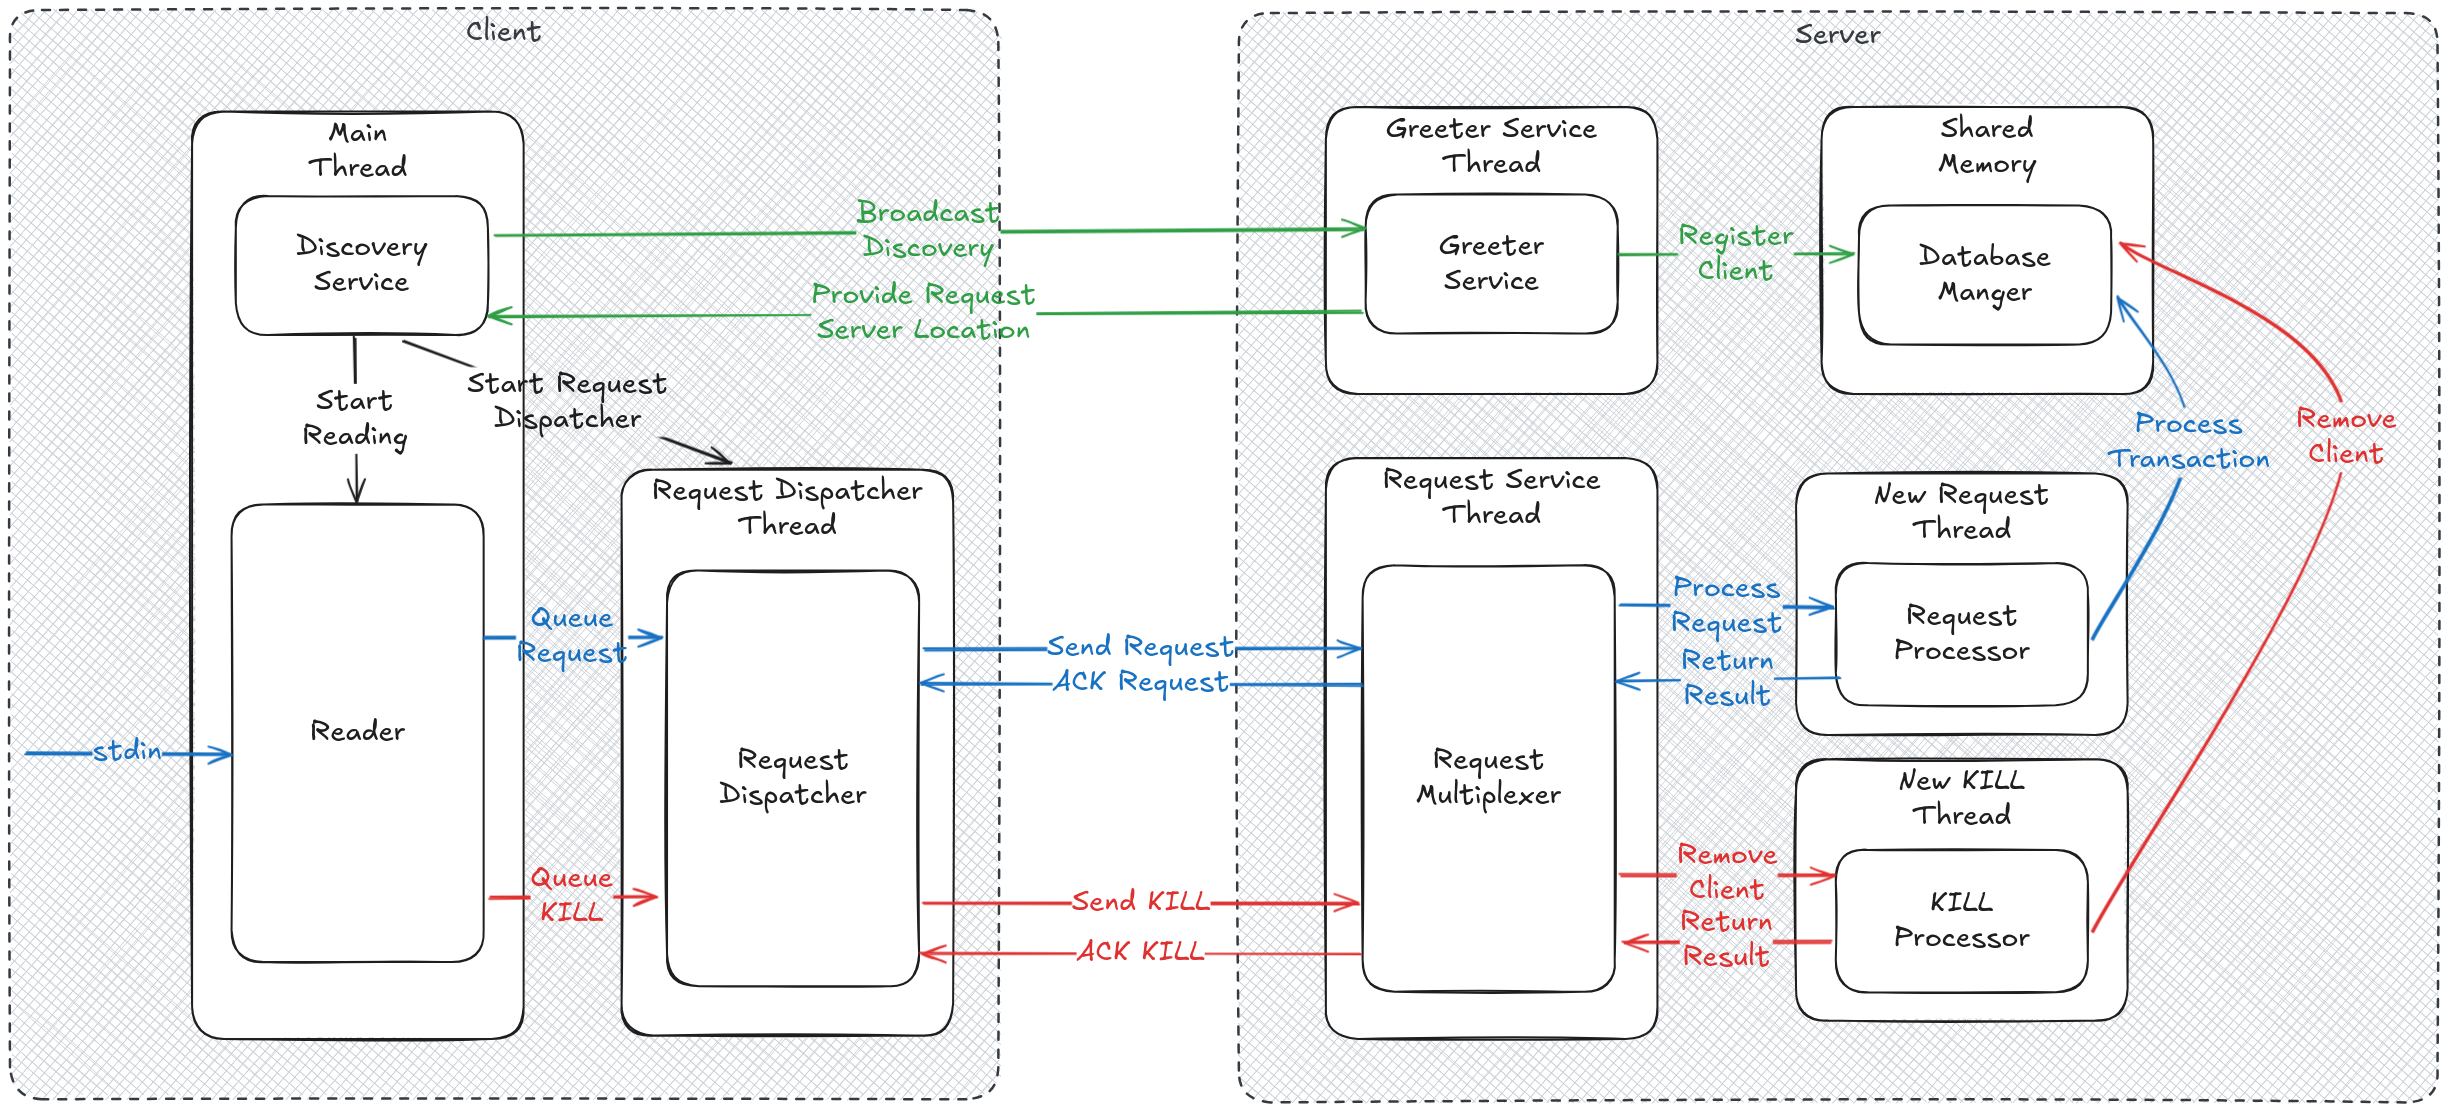 Client
Main
Thread
Discovery
Service
Start
Reading
Start Request
Dispatcher
Reader
stdin
Queue
Request
Queue
KILL
Request Dispatcher
Thread
Request
Dispatcher
Broadcast
Discovery
Provide Request
Server Location
Send Request
ACK Request
Send KILL
ACK KILL
Server
Greeter Service
Thread
Greeter
Service
Register
Client
Shared
Memory
Database
Manger
Request Service
Thread
Request
Multiplexer
Process
Request
Return
Result
Remove
Client
Return
Result
New Request
Thread
Request
Processor
New KILL
Thread
KILL
Processor
Process
Transaction
Remove
Client